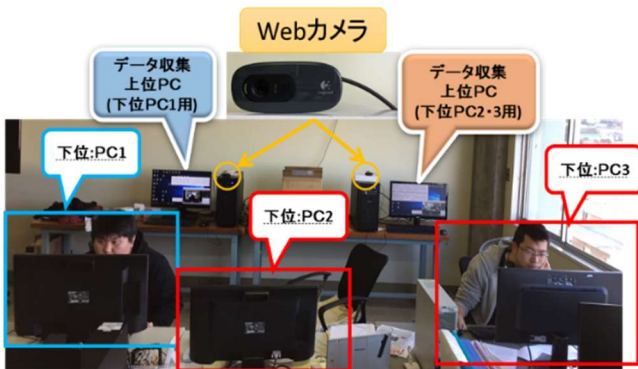 Webカメラ
データ収集
上位PC
(下位PC1用)
データ収集
上位PC
(下位PC2・3用)
下位:PC1
下位:PC2
下位:PC3